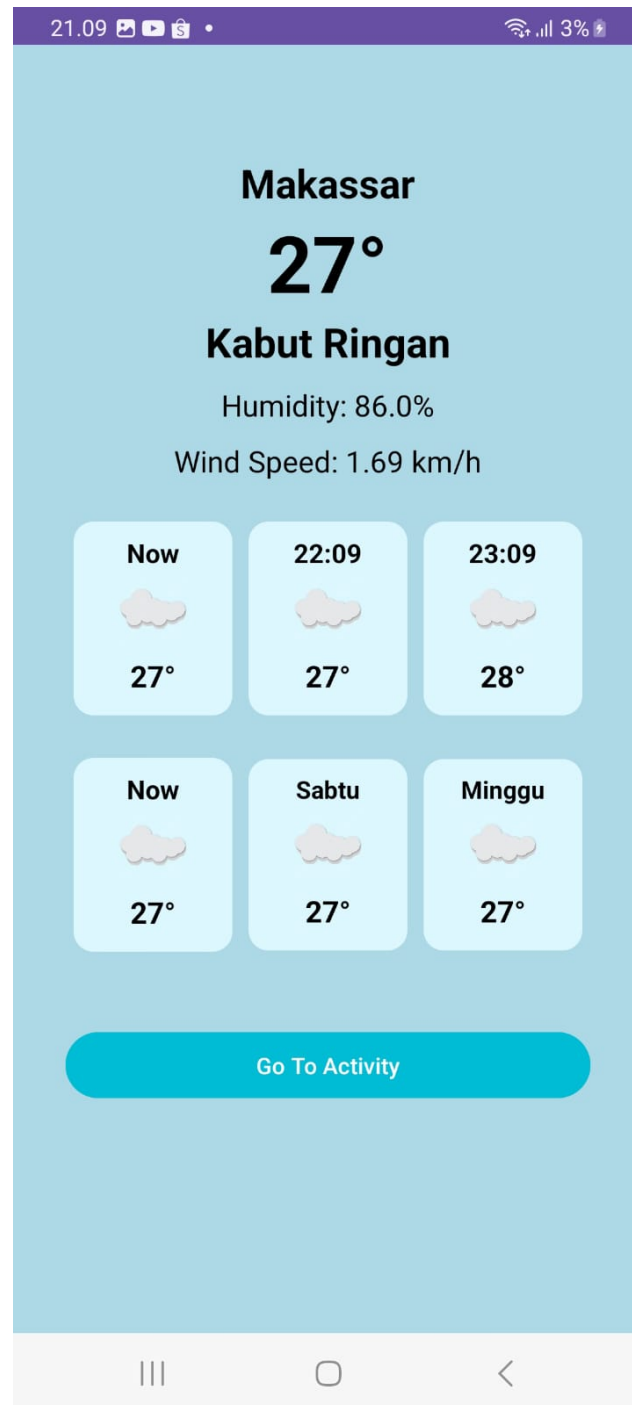 21.09 3%
Makassar
27°
Kabut Ringan
Humidity: 86.0%
Wind Speed: 1.69 km/h
Now 22:09 23:09
27° 27° 28°
Now Sabtu Minggu
27° 27° 27°
Go To Activity